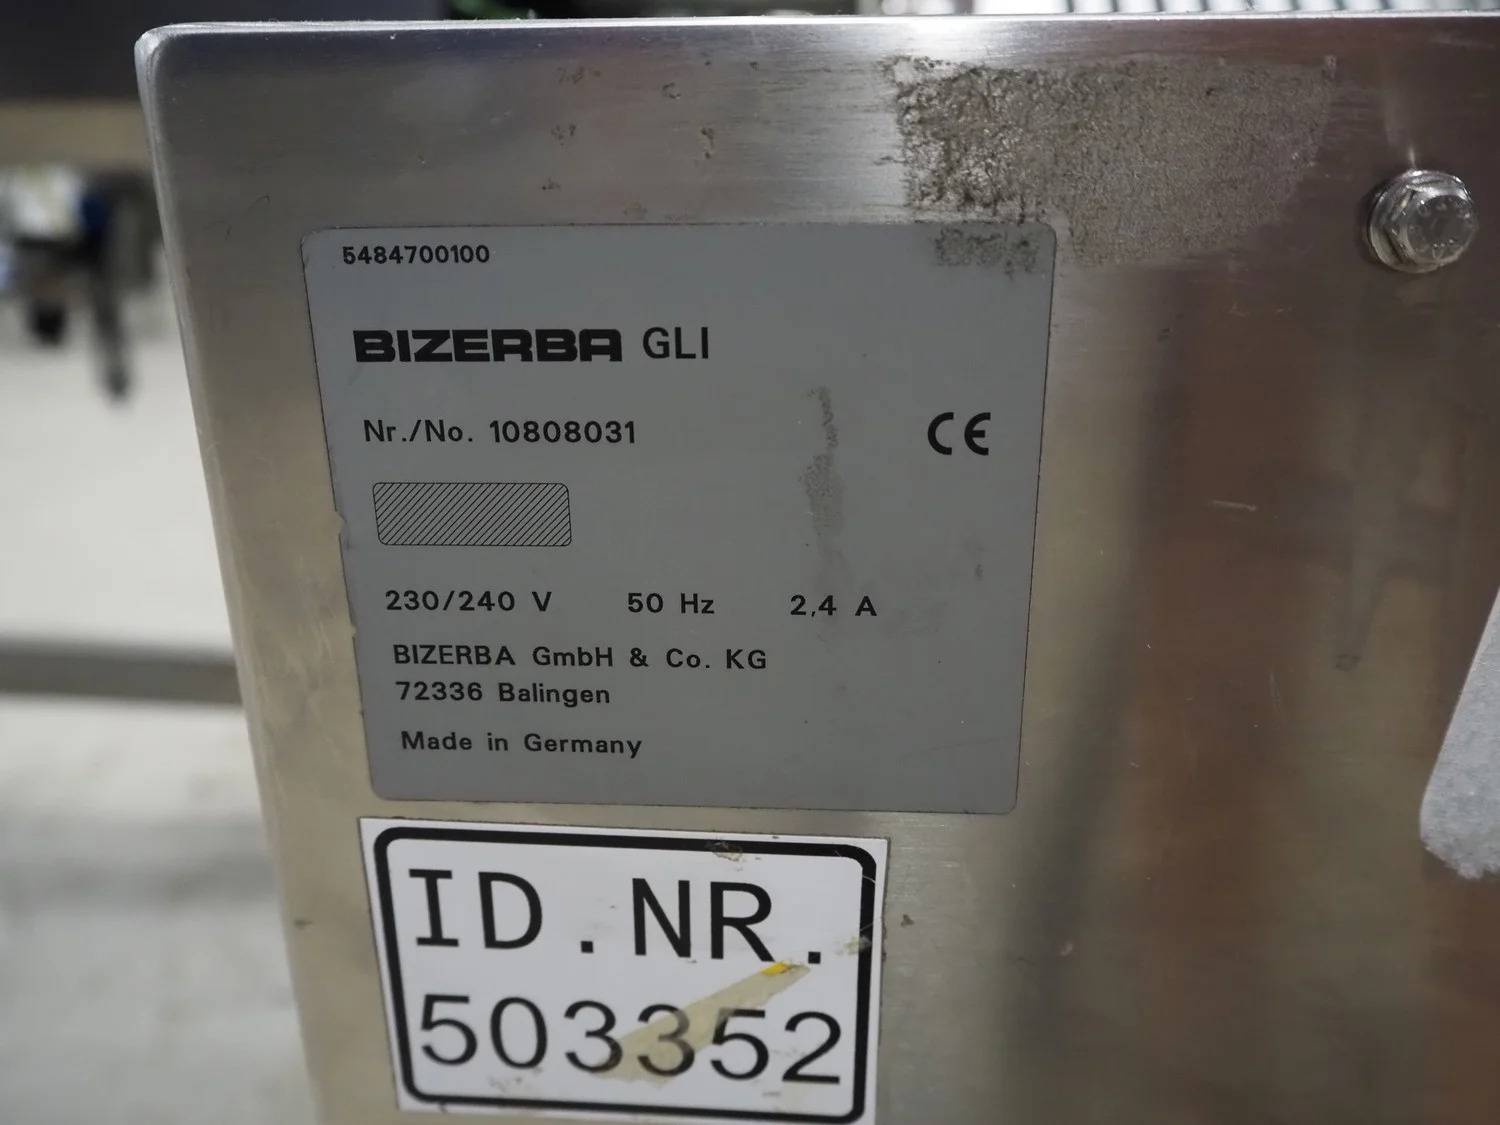 5484700100
BIZERBA GLI
Nr./No. 10808031
CE
230/240 V 50 Hz 2,4 A
BIZERBA GmbH & Co. KG
72336 Balingen
Made in Germany
ID.NR.
503352